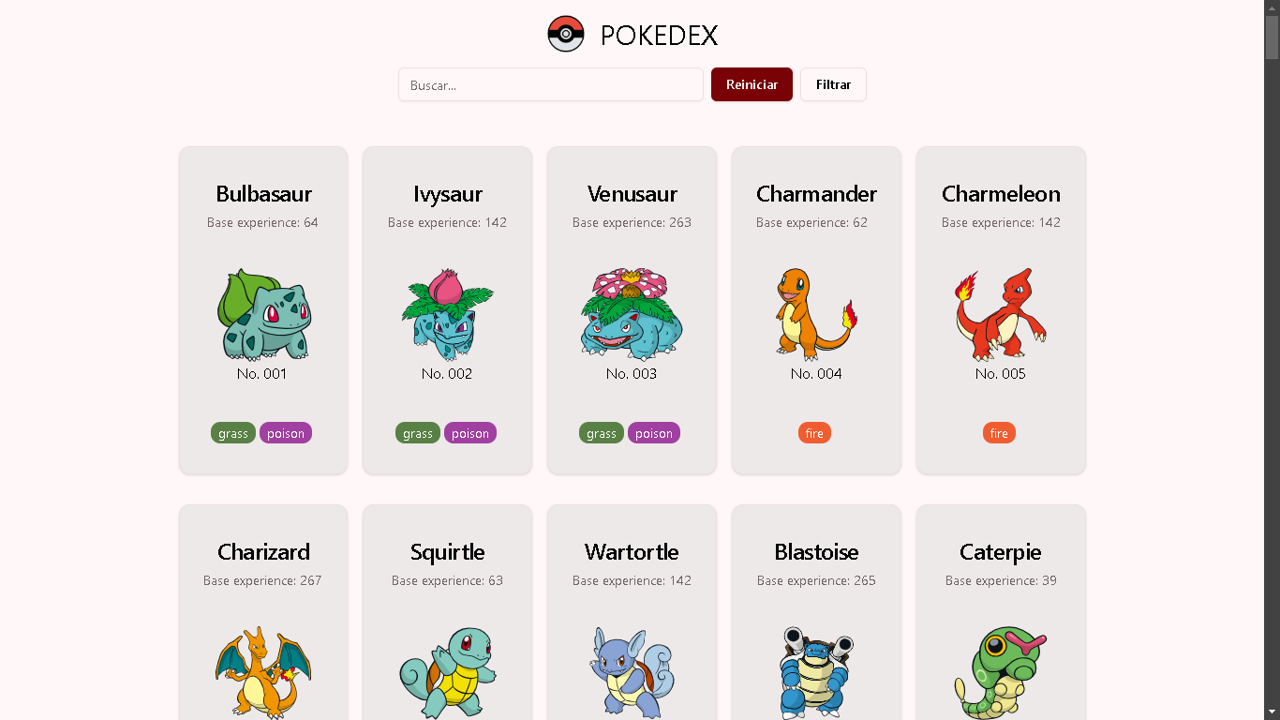 POKEDEX
Buscar...
Reiniciar
Filtrar
Bulbasaur
Base experience: 64
No. 001
grass poison
Ivysaur
Base experience: 142
No. 002
grass poison
Venusaur
Base experience: 263
No. 003
grass poison
Charmander
Base experience: 62
No. 004
fire
Charmeleon
Base experience: 142
No. 005
fire
Charizard
Base experience: 267
Squirtle
Base experience: 63
Wartortle
Base experience: 142
Blastoise
Base experience: 265
Caterpie
Base experience: 39